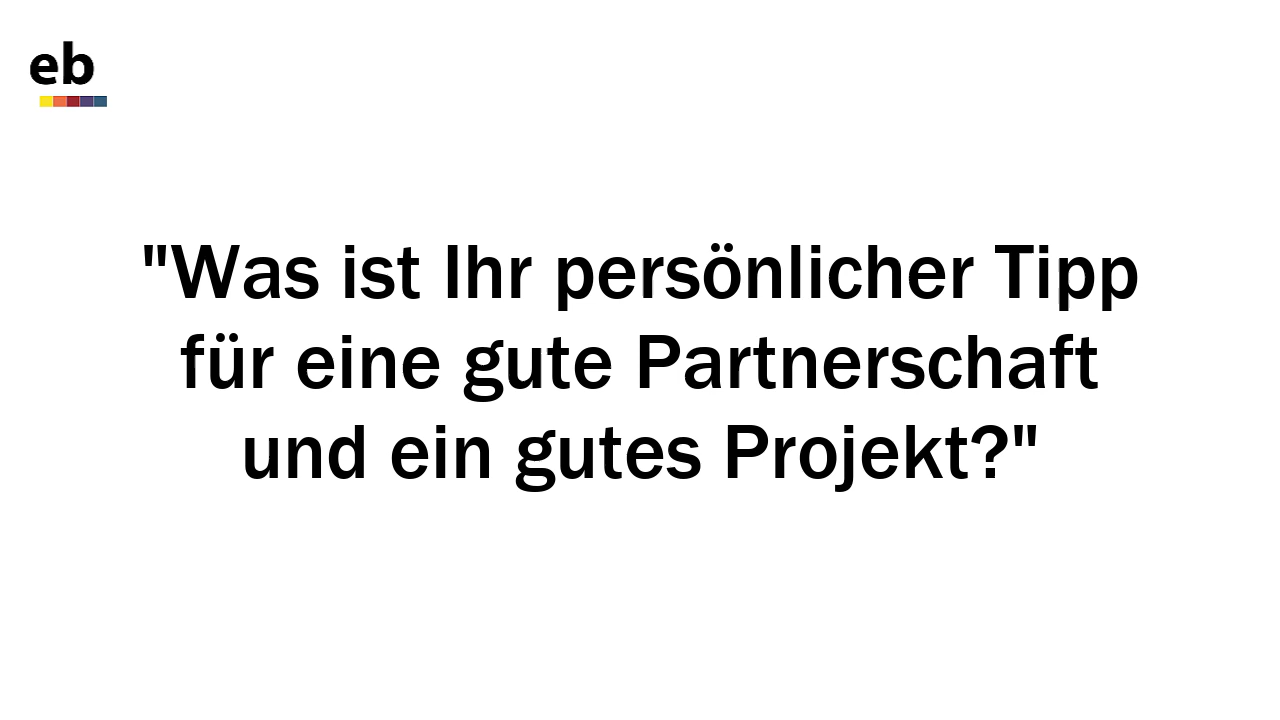 eb
"Was ist Ihr persönlicher Tipp
für eine gute Partnerschaft
und ein gutes Projekt?"